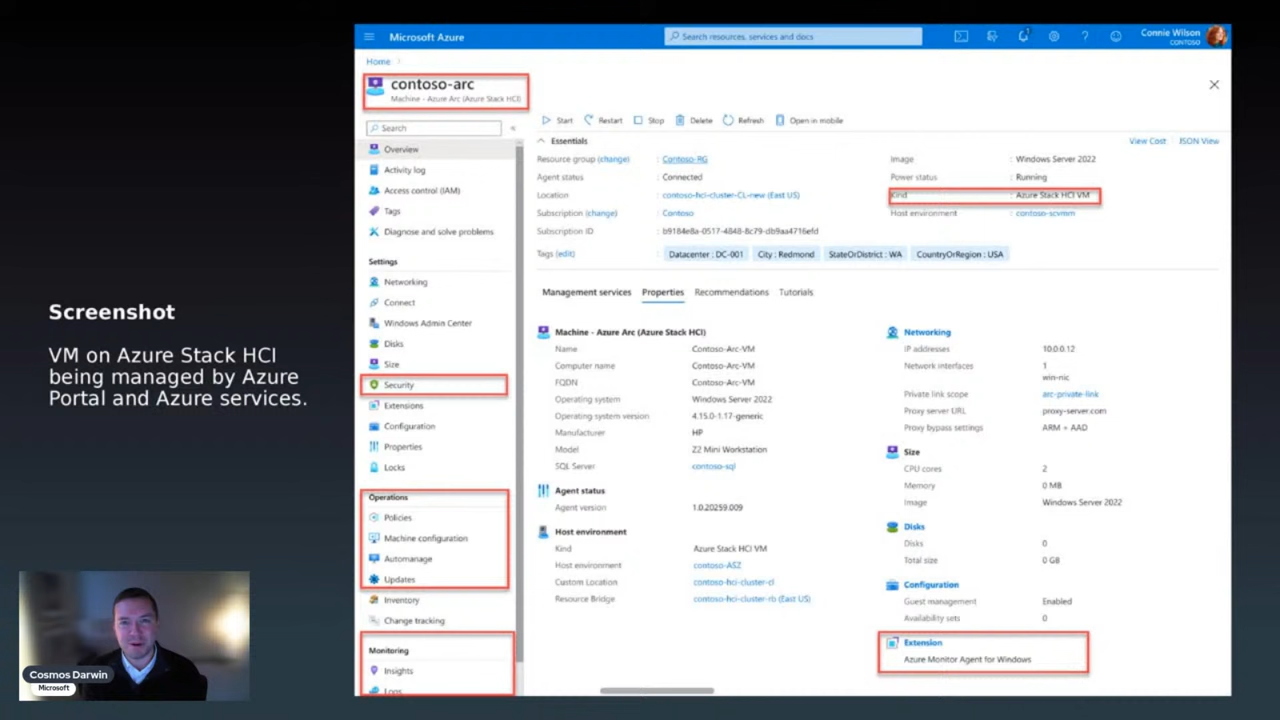 Microsoft Azure
Search resources, services and docs
Connie Wilson
CONTOSO
Home
contoso-arc
Machine - Azure Arc (Azure Stack HCI)
Search
«
Overview
Activity log
Access control (IAM)
Tags
Diagnose and solve problems
Settings
Networking
Connect
Windows Admin Center
Disks
Size
Security
Extensions
Configuration
Properties
Locks
Operations
Policies
Machine configuration
Automanage
Updates
Inventory
Change tracking
Monitoring
Insights
Logs
Start Restart Stop Delete Refresh Open in mobile
Essentials
View Cost JSON View
Resource group (change) : Contoso-RG
Agent status : Connected
Location : contoso-hci-cluster-CL-new (East US)
Subscription (change) : Contoso
Subscription ID : b9184e8a-0517-4848-8c79-db9aa4716efd
Image : Windows Server 2022
Power status : Running
Kind : Azure Stack HCI VM
Host environment : contoso-scvmm
Tags (edit) : Datacenter : DC-001 City : Redmond StateOrDistrict : WA CountryOrRegion : USA
Management services Properties Recommendations Tutorials
Machine - Azure Arc (Azure Stack HCI)
Name Contoso-Arc-VM
Computer name Contoso-Arc-VM
FQDN Contoso-Arc-VM
Operating system Windows Server 2022
Operating system version 4.15.0-1.17-generic
Manufacturer HP
Model Z2 Mini Workstation
SQL Server contoso-sql
Agent status
Agent version 1.0.20259.009
Host environment
Kind Azure Stack HCI VM
Host environment contoso-ASZ
Custom Location contoso-hci-cluster-cl
Resource Bridge contoso-hci-cluster-rb (East US)
Networking
IP addresses 10.0.0.12
Network interfaces 1
win-nic
Private link scope arc-private-link
Proxy server URL proxy-server.com
Proxy bypass settings ARM + AAD
Size
CPU cores 2
Memory 0 MB
Image Windows Server 2022
Disks
Disks 0
Total size 0 GB
Configuration
Guest management Enabled
Availability sets 0
Extension
Azure Monitor Agent for Windows
Screenshot
VM on Azure Stack HCI
being managed by Azure
Portal and Azure services.
Cosmos Darwin
Microsoft